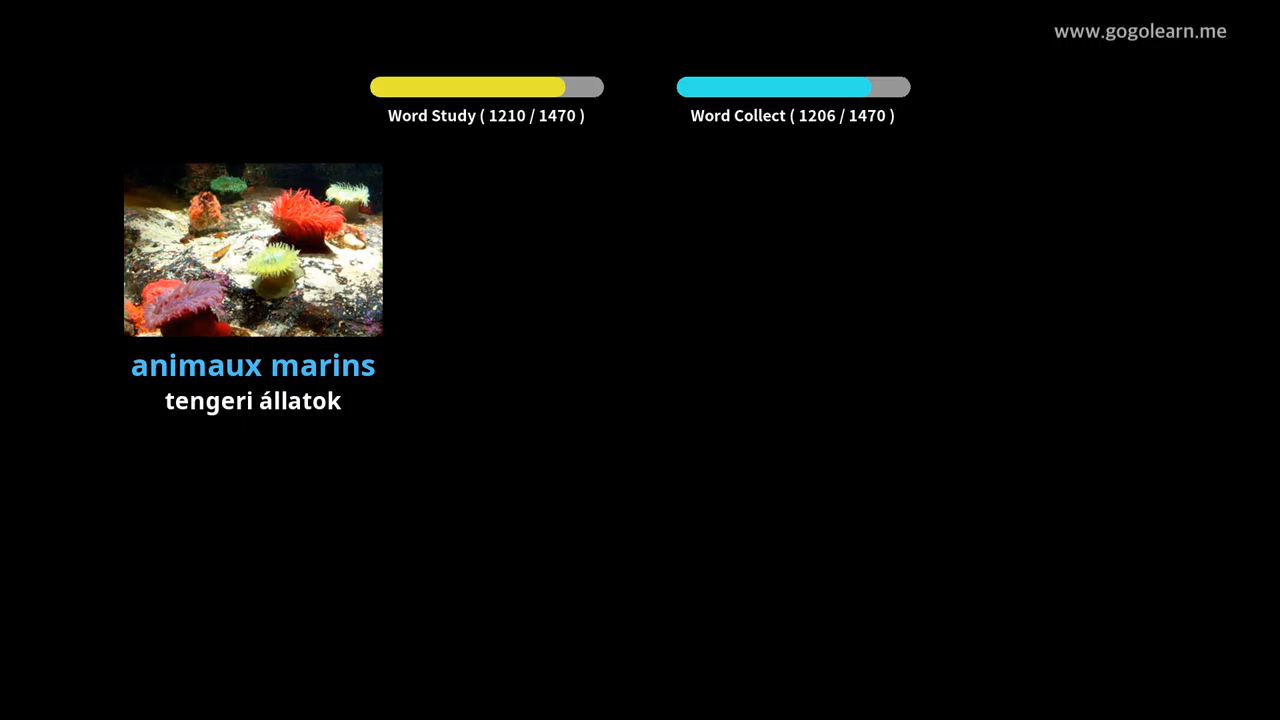 www.gogolearn.me
Word Study ( 1210 / 1470 )
Word Collect ( 1206 / 1470 )
animaux marins
tengeri állatok